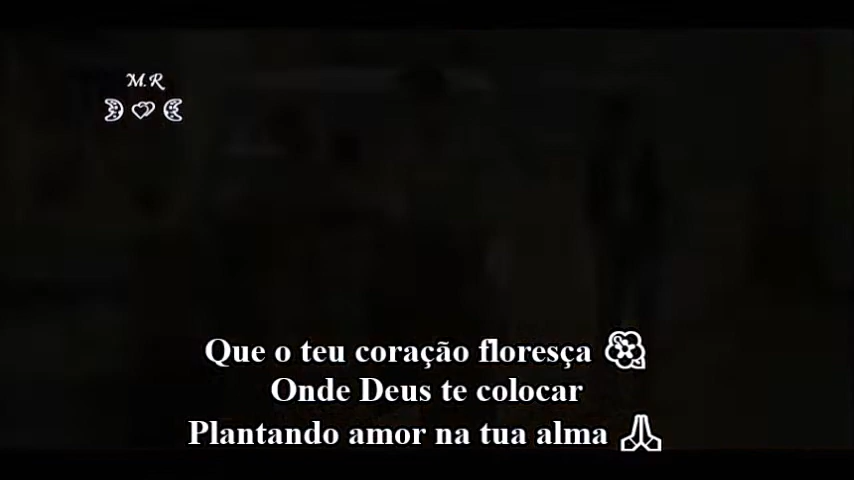 M.R
Que o teu coração floresça
Onde Deus te colocar
Plantando amor na tua alma